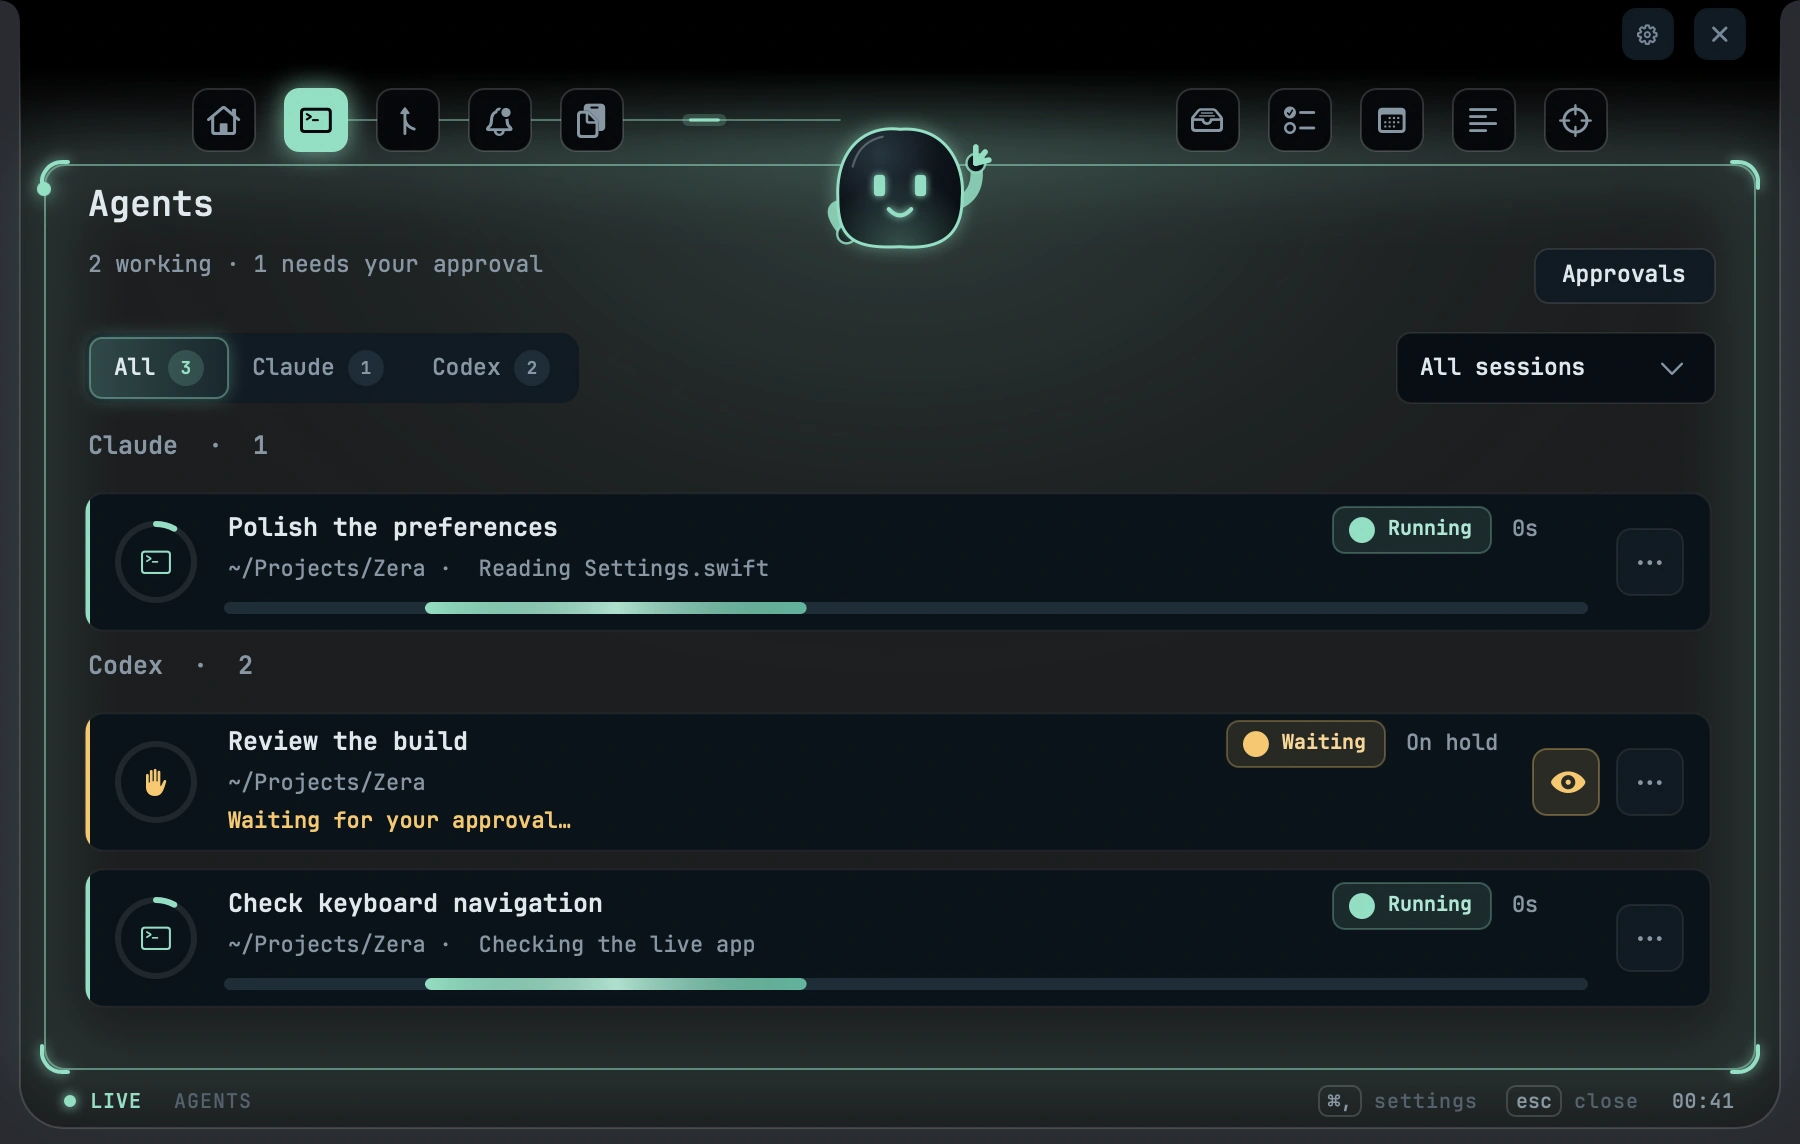 Agents
2 working · 1 needs your approval
Approvals
All 3 Claude 1 Codex 2
All sessions
Claude · 1
Polish the preferences
Running 0s
~/Projects/Zera · Reading Settings.swift
Codex · 2
Review the build
Waiting On hold
~/Projects/Zera
Waiting for your approval…
Check keyboard navigation
Running 0s
~/Projects/Zera · Checking the live app
LIVE AGENTS
⌘, settings esc close 00:41